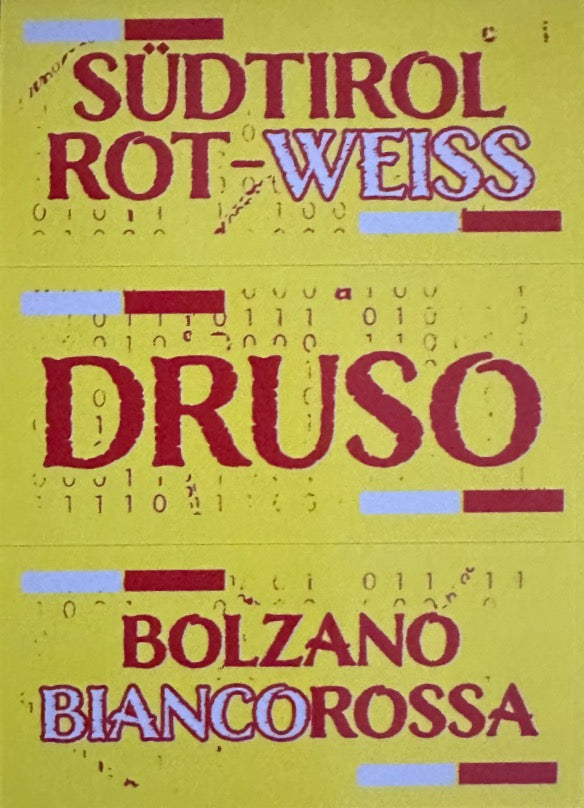 SÜDTIROL
ROT-WEISS
DRUSO
BOLZANO
BIANCOROSSA